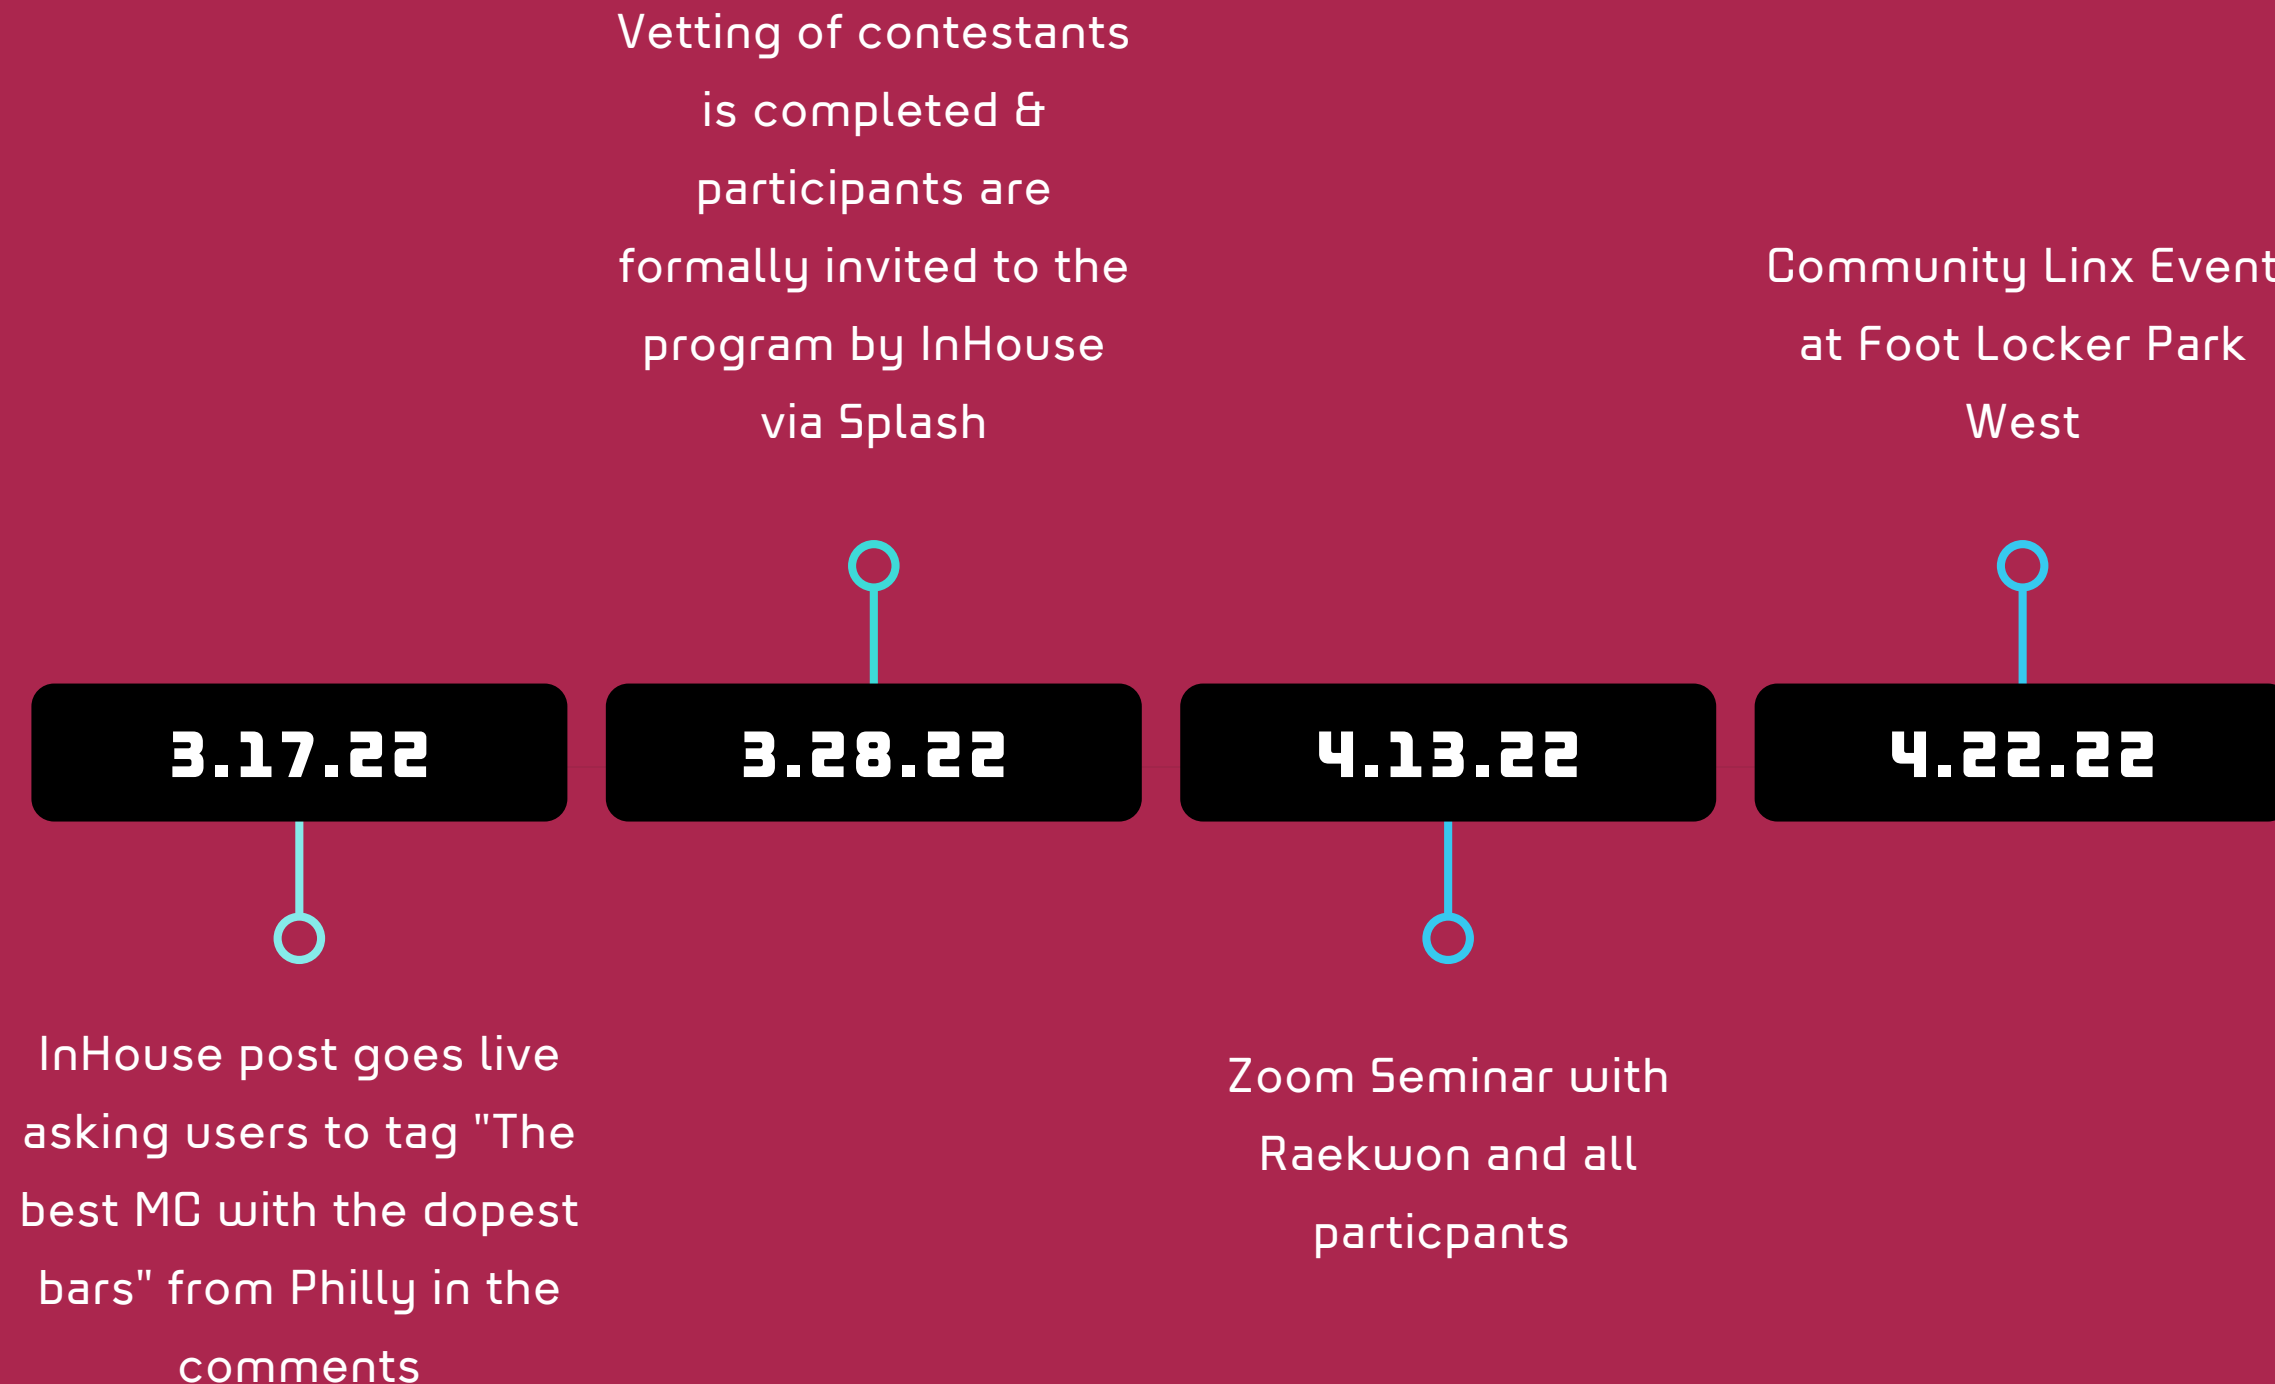 Vetting of contestants
is completed &
participants are
formally invited to the
program by InHouse
via Splash
Community Linx Event
at Foot Locker Park
West
3.17.22
3.28.22
4.13.22
4.22.22
InHouse post goes live
asking users to tag "The
best MC with the dopest
bars" from Philly in the
comments
Zoom Seminar with
Raekwon and all
particpants